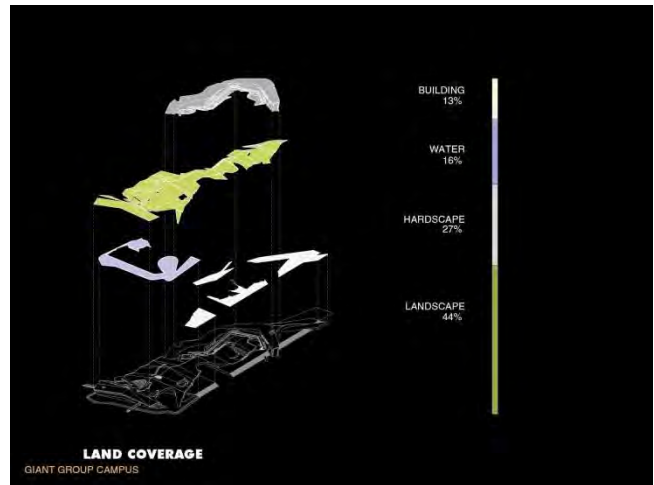 BUILDING
13%
WATER
16%
HARDSCAPE
27%
LANDSCAPE
44%
LAND COVERAGE
GIANT GROUP CAMPUS